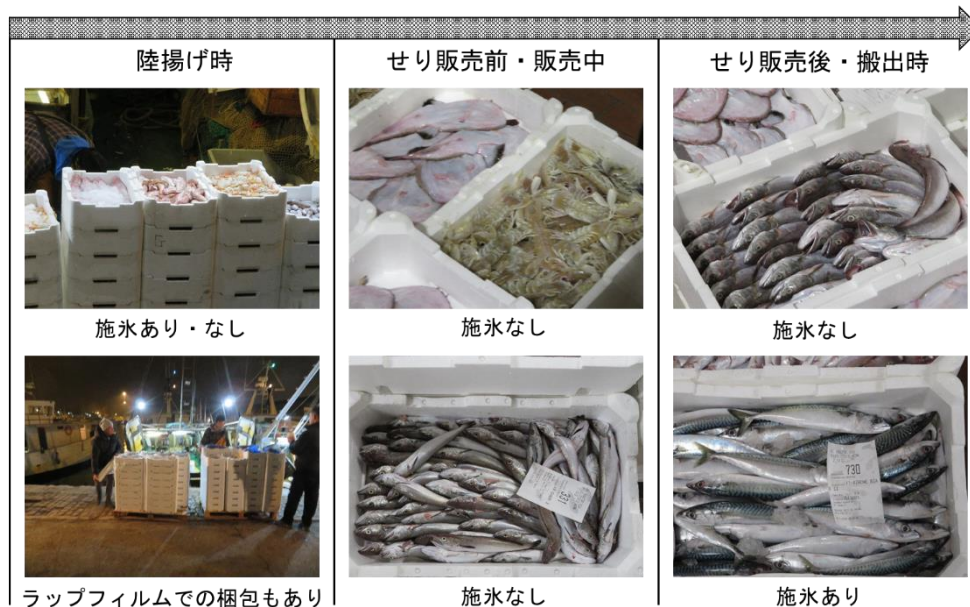 陸揚げ時
せり販売前・販売中
せり販売後・搬出時
施氷あり・なし
施氷なし
施氷なし
730
ラップフィルムでの梱包もあり
施氷なし
施氷あり